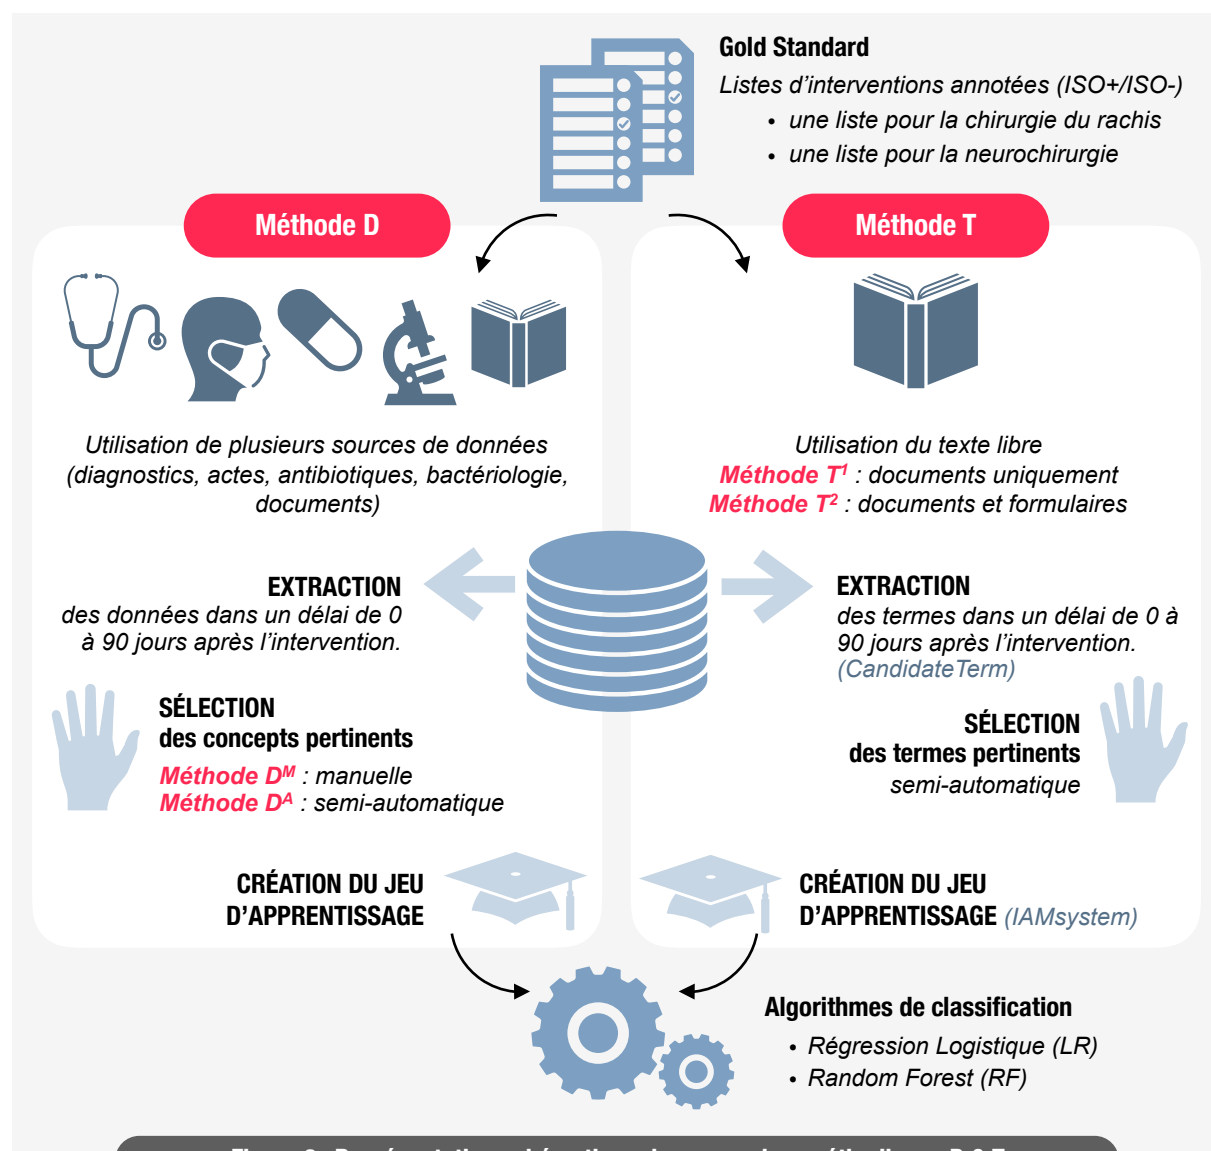 Gold Standard
Listes d'interventions annotées (ISO+/ISO-)
• une liste pour la chirurgie du rachis
• une liste pour la neurochirurgie
Méthode D
Utilisation de plusieurs sources de données
(diagnostics, actes, antibiotiques, bactériologie,
documents)
EXTRACTION
des données dans un délai de 0
à 90 jours après l'intervention.
SÉLECTION
des concepts pertinents
Méthode Dᴹ : manuelle
Méthode Dᴬ : semi-automatique
CRÉATION DU JEU
D'APPRENTISSAGE
Méthode T
Utilisation du texte libre
Méthode T¹ : documents uniquement
Méthode T² : documents et formulaires
EXTRACTION
des termes dans un délai de 0 à
90 jours après l'intervention.
(CandidateTerm)
SÉLECTION
des termes pertinents
semi-automatique
CRÉATION DU JEU
D'APPRENTISSAGE (IAMsystem)
Algorithmes de classification
• Régression Logistique (LR)
• Random Forest (RF)